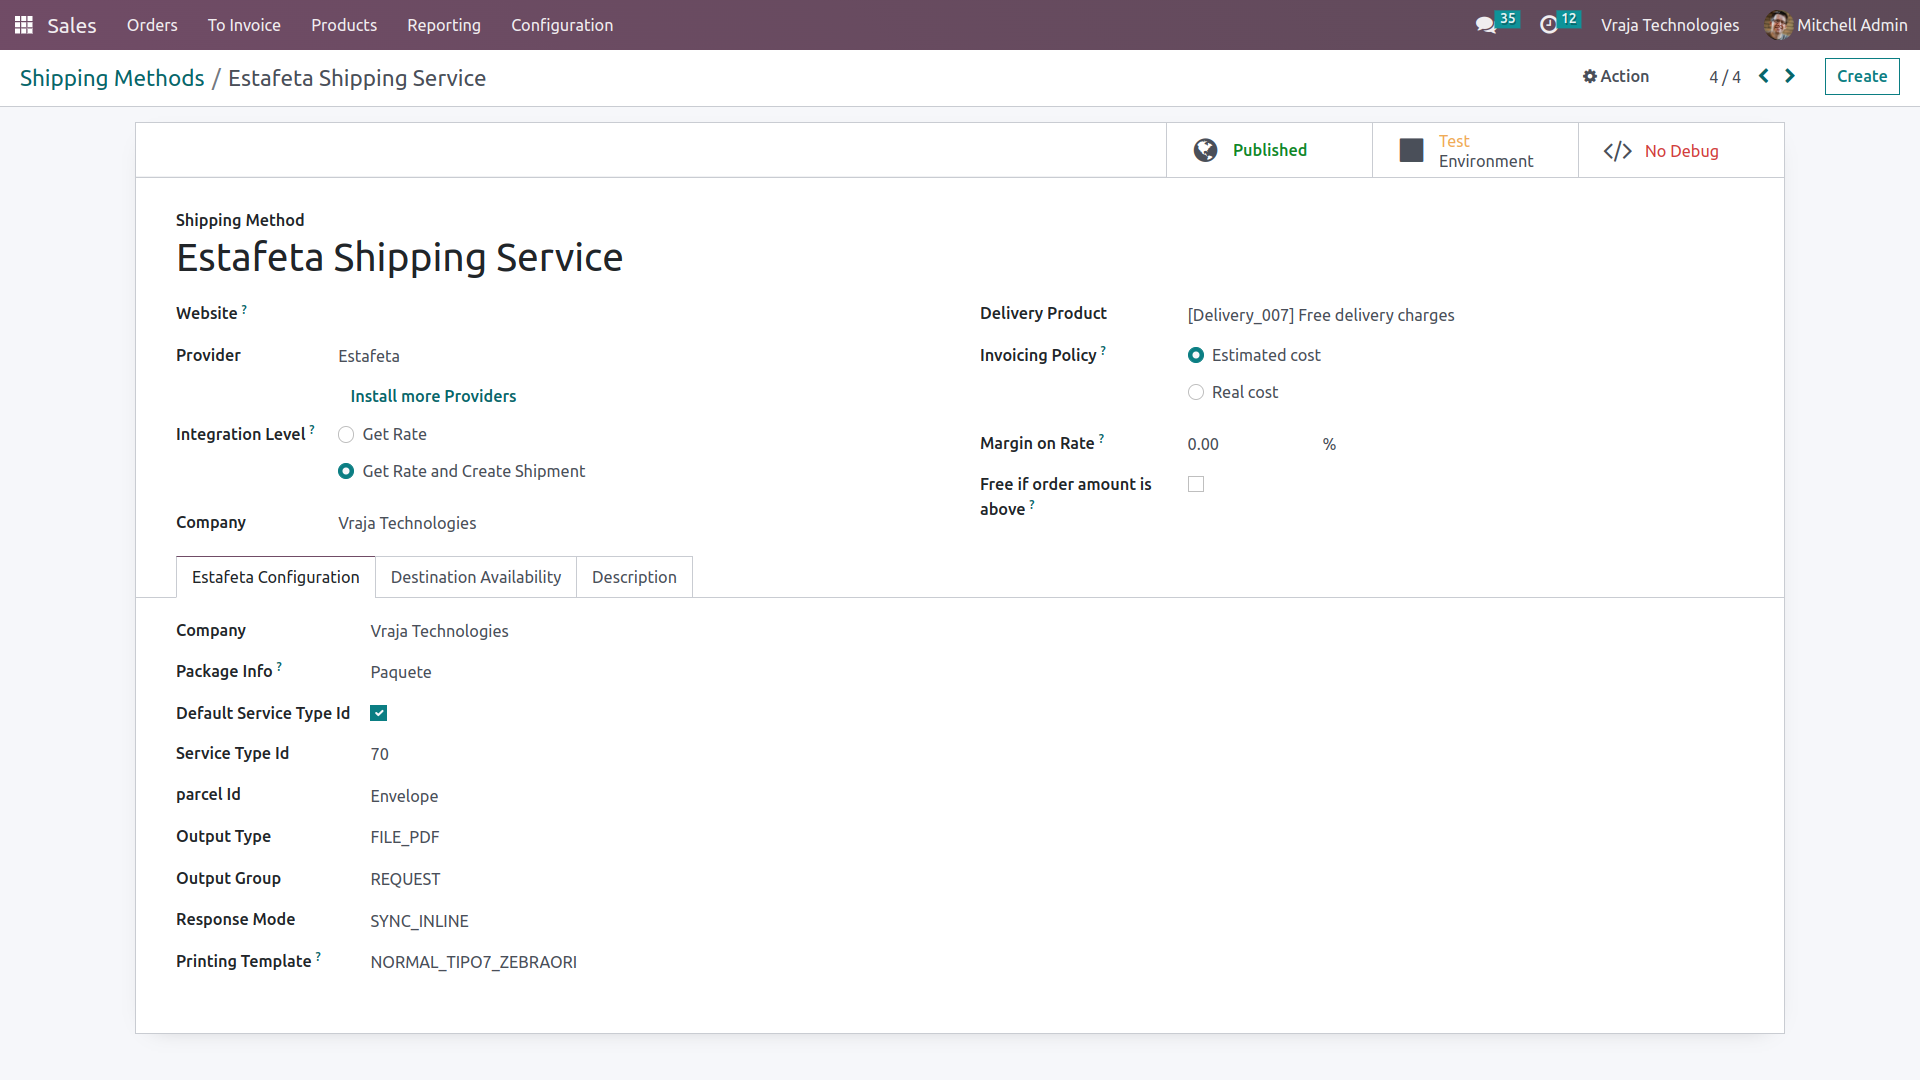 Sales Orders To Invoice Products Reporting Configuration 35 12 Vraja Technologies Mitchell Admin
Shipping Methods / Estafeta Shipping Service Action 4 / 4 Create
Published
Test
Environment
</> No Debug
Shipping Method
Estafeta Shipping Service
Website ?
Provider Estafeta
Install more Providers
Integration Level ? Get Rate
Get Rate and Create Shipment
Company Vraja Technologies
Delivery Product [Delivery_007] Free delivery charges
Invoicing Policy ? Estimated cost
Real cost
Margin on Rate ? 0.00 %
Free if order amount is
above ?
Estafeta Configuration Destination Availability Description
Company Vraja Technologies
Package Info ? Paquete
Default Service Type Id
Service Type Id 70
parcel Id Envelope
Output Type FILE_PDF
Output Group REQUEST
Response Mode SYNC_INLINE
Printing Template ? NORMAL_TIPO7_ZEBRAORI